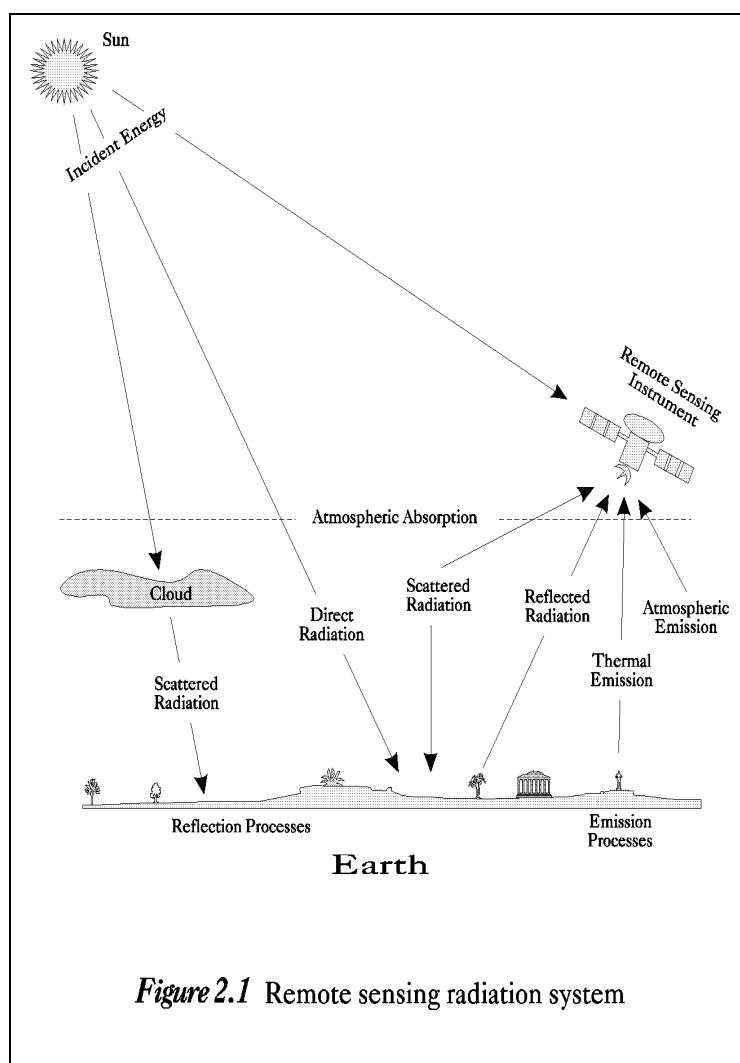 Sun
Incident Energy
Remote Sensing
Instrument
Atmospheric Absorption
Cloud
Scattered
Radiation
Direct
Radiation
Scattered
Radiation
Reflected
Radiation
Atmospheric
Emission
Thermal
Emission
Reflection Processes
Emission
Processes
Earth
Figure 2.1 Remote sensing radiation system